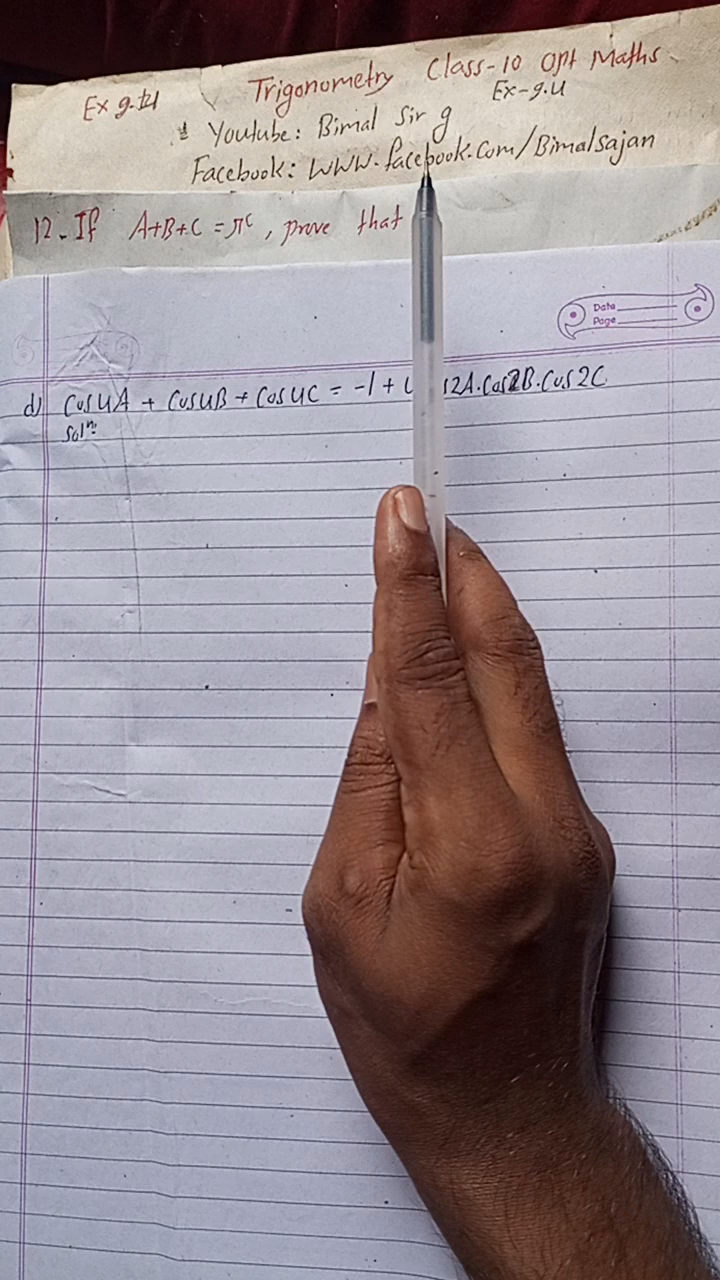 Ex 9.4 Trigonometry Class-10 Opt Maths
Ex-9.4
Youtube: Bimal Sir g
Facebook: WWW.facebook.Com/Bimalsajan
12. If A+B+C = πᶜ, prove that
Date
Page
d) Cos4A + Cos4B + Cos4C = -1 + 2A.Cos2B.Cos2C
Solⁿ: